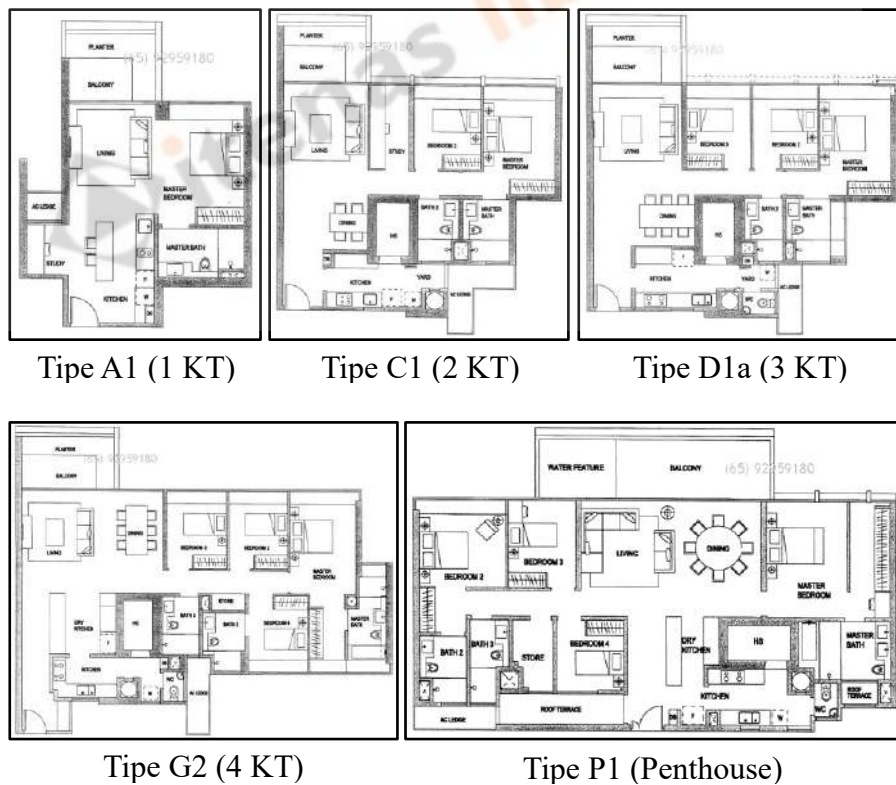 PLANTER
(65) 92959180
BALCONY
LIVING
MASTER
BEDROOM
AC LEDGE
STUDY
MASTER BATH
KITCHEN
F
W
DB
Tipe A1 (1 KT)
PLANTER
(65) 92959180
BALCONY
LIVING
STUDY
BEDROOM 2
MASTER
BEDROOM
DINING
HS
BATH 2
MASTER
BATH
KITCHEN
YARD
F
W
AC LEDGE
Tipe C1 (2 KT)
PLANTER
(65) 92959180
BALCONY
LIVING
BEDROOM 3
BEDROOM 2
MASTER
BEDROOM
DINING
HS
BATH 2
MASTER
BATH
F
KITCHEN
YARD
W
WC
AC LEDGE
Tipe D1a (3 KT)
PLANTER
(65) 92959180
BALCONY
LIVING
DINING
BEDROOM 3
BEDROOM 2
MASTER
BEDROOM
DRY
KITCHEN
HS
F
STORE
BEDROOM 4
MASTER
BATH
KITCHEN
W
WC
AC LEDGE
Tipe G2 (4 KT)
WATER FEATURE
BALCONY
(65) 92959180
BEDROOM 2
BEDROOM 3
LIVING
DINING
MASTER
BEDROOM
BATH 2
BATH 3
STORE
BEDROOM 4
DRY
KITCHEN
HS
MASTER
BATH
KITCHEN
AC LEDGE
ROOF TERRACE
DB
F
W
WC
ROOF
TERRACE
Tipe P1 (Penthouse)